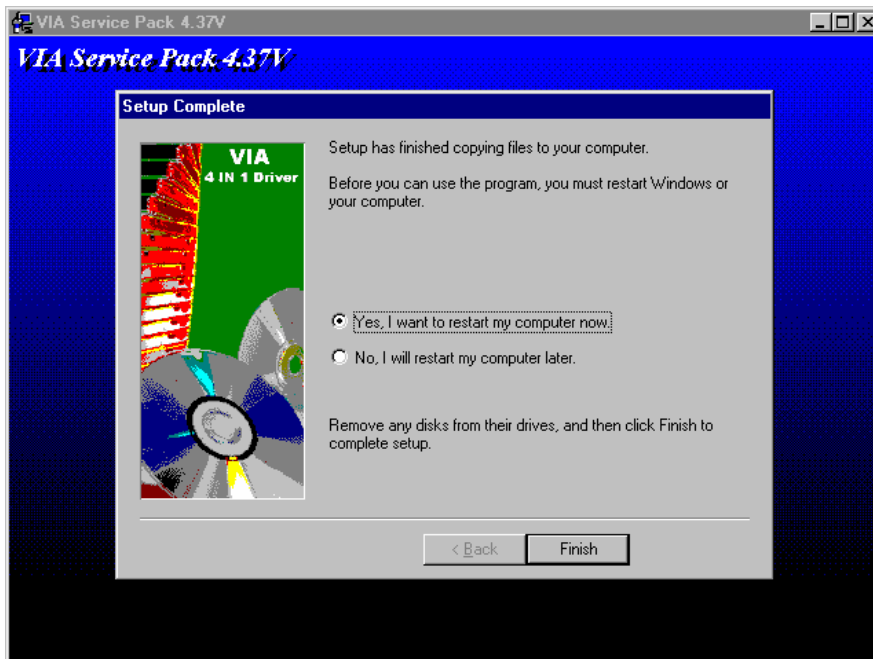 VIA Service Pack 4.37V
VIA Service Pack 4.37V
Setup Complete
VIA
4 IN 1 Driver
Setup has finished copying files to your computer.
Before you can use the program, you must restart Windows or
your computer.
Yes, I want to restart my computer now.
No, I will restart my computer later.
Remove any disks from their drives, and then click Finish to
complete setup.
< Back
Finish